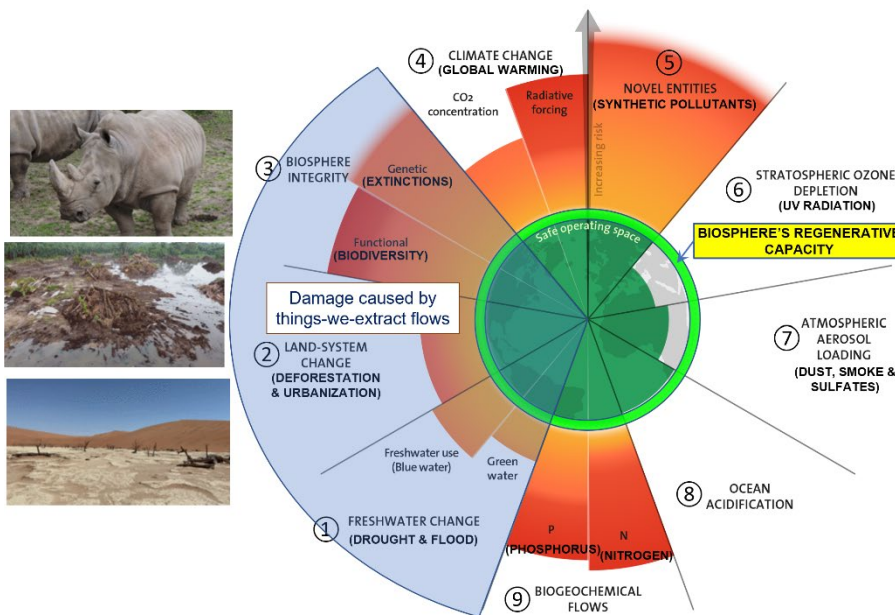 ④ CLIMATE CHANGE
(GLOBAL WARMING)
CO2
concentration
Radiative
forcing
⑤
NOVEL ENTITIES
(SYNTHETIC POLLUTANTS)
Increasing risk
③ BIOSPHERE
INTEGRITY
Genetic
(EXTINCTIONS)
Functional
(BIODIVERSITY)
⑥ STRATOSPHERIC OZONE
DEPLETION
(UV RADIATION)
Safe operating space
BIOSPHERE'S REGENERATIVE
CAPACITY
Damage caused by
things-we-extract flows
② LAND-SYSTEM
CHANGE
(DEFORESTATION
& URBANIZATION)
⑦ ATMOSPHERIC
AEROSOL
LOADING
(DUST, SMOKE &
SULFATES)
Freshwater use
(Blue water)
Green
water
① FRESHWATER CHANGE
(DROUGHT & FLOOD)
⑧ OCEAN
ACIDIFICATION
P
(PHOSPHORUS)
N
(NITROGEN)
⑨ BIOGEOCHEMICAL
FLOWS